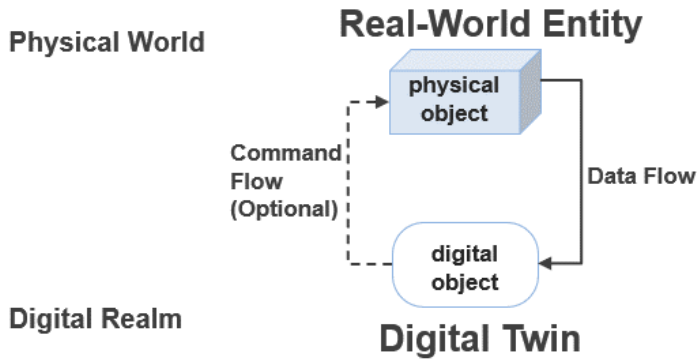 Real-World Entity
Physical World
physical
object
Command
Flow
(Optional)
Data Flow
digital
object
Digital Realm
Digital Twin